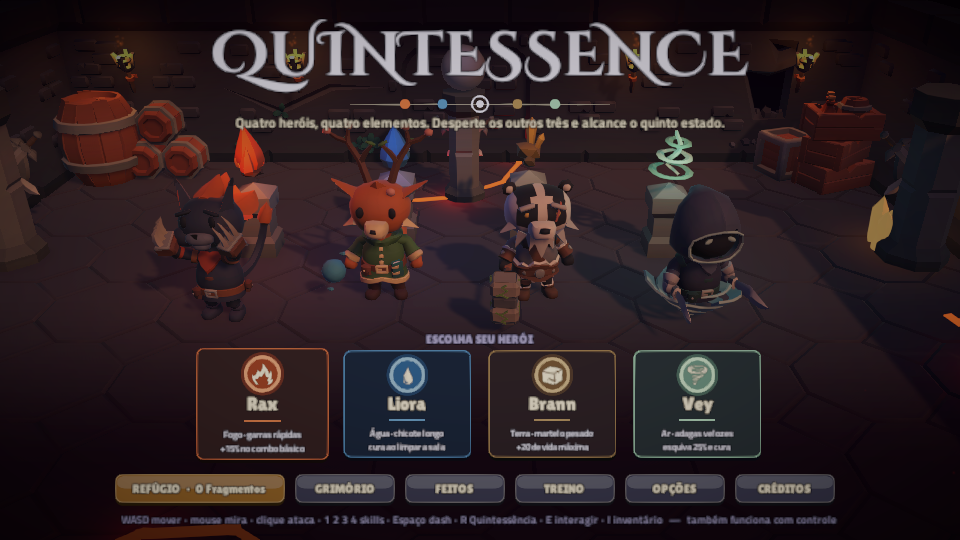 QUINTESSENCE
Quatro heróis, quatro elementos. Desperte os outros três e alcance o quinto estado.
ESCOLHA SEU HERÓI
Rax
Fogo · garras rápidas
+15% no combo básico
Liora
Água · chicote longo
cura ao limpar a sala
Brann
Terra · martelo pesado
+20 de vida máxima
Vey
Ar · adagas velozes
esquiva 25% e cura
REFÚGIO · 0 Fragmentos
GRIMÓRIO
FEITOS
TREINO
OPÇÕES
CRÉDITOS
WASD mover · mouse mira · clique ataca · 1 2 3 4 skills · Espaço dash · R Quintessência · E interagir · I inventário — também funciona com controle